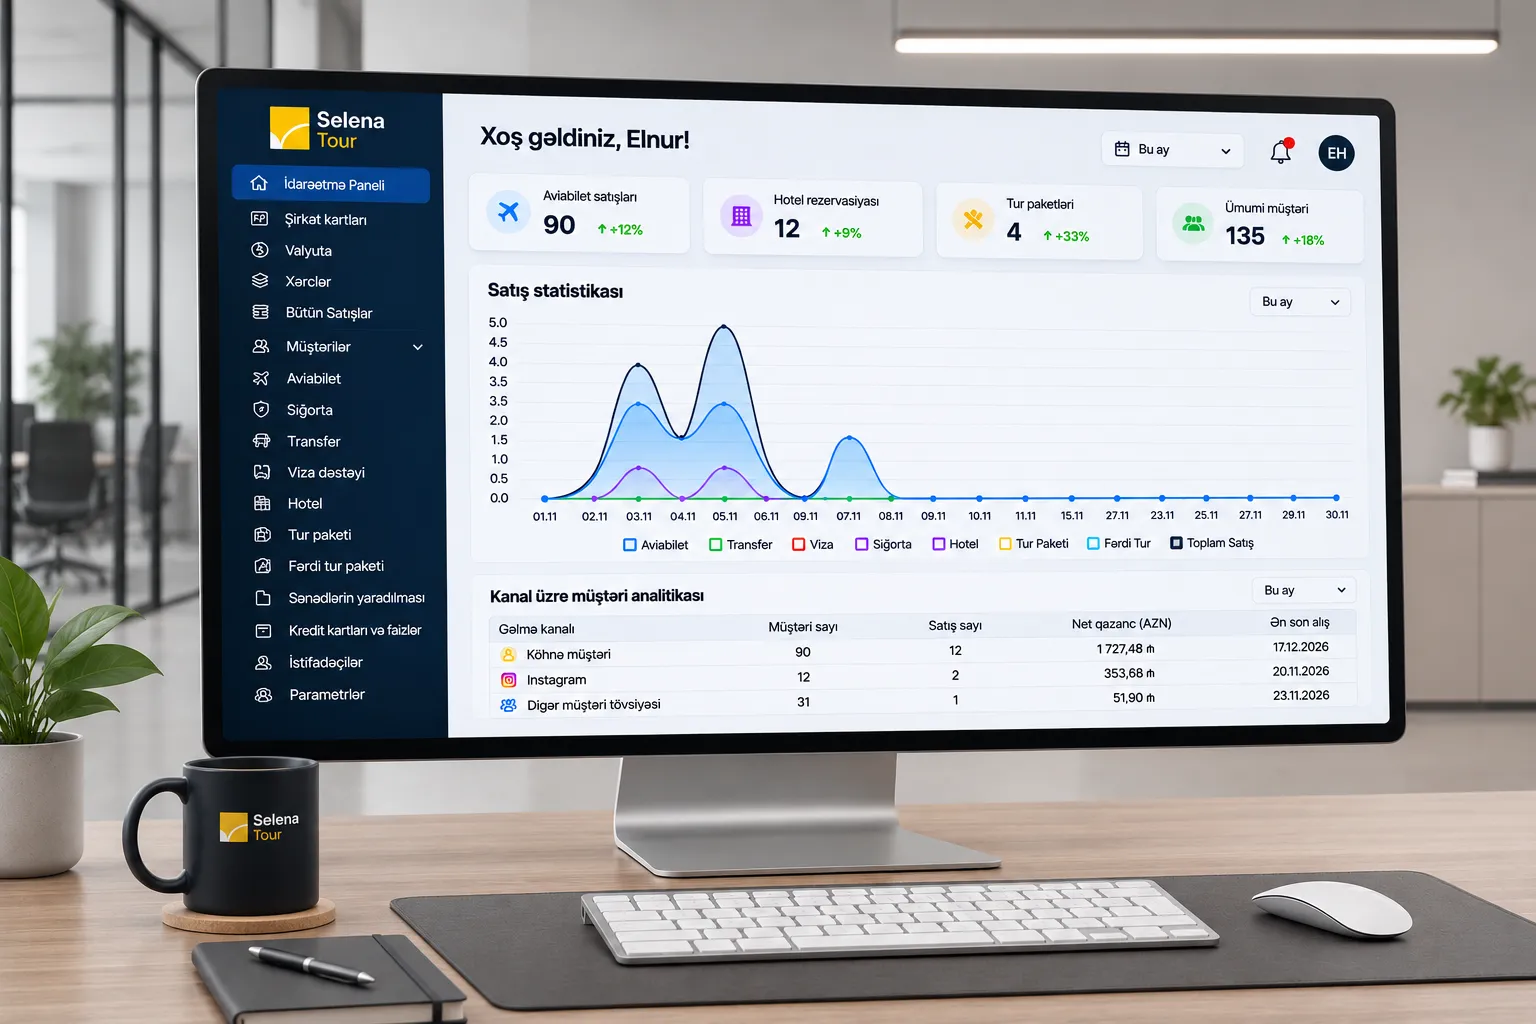 Selena
Tour
İdarəetmə Paneli
FP Şirkət kartları
Valyuta
Xərclər
Bütün Satışlar
Müştərilər
Aviabilet
Siğorta
Transfer
Viza dəstəyi
Hotel
Tur paketi
Fərdi tur paketi
Sənədlərin yaradılması
Kredit kartları və faizlər
İstifadəçilər
Parametrlər
Xoş gəldiniz, Elnur!
Bu ay
EH
Aviabilet satışları
90 +12%
Hotel rezervasiyası
12 +9%
Tur paketləri
4 +33%
Ümumi müştəri
135 +18%
Satış statistikası
Bu ay
5.0
4.5
4.0
3.5
3.5
2.0
1.5
1.0
0.5
0.0
01.11 02.11 03.11 04.11 05.11 06.11 09.11 07.11 08.11 09.11 10.11 11.11 15.11 27.11 23.11 25.11 27.11 29.11 30.11
Aviabilet Transfer Viza Siğorta Hotel Tur Paketi Fərdi Tur Toplam Satış
Kanal üzrə müştəri analitikası
Bu ay
Gəlmə kanalı Müştəri sayı Satış sayı Net qazanc (AZN) Ən son alış
Köhnə müştəri 90 12 1 727,48 ₼ 17.12.2026
Instagram 12 2 353,68 ₼ 20.11.2026
Digər müştəri tövsiyəsi 31 1 51,90 ₼ 23.11.2026
Selena
Tour